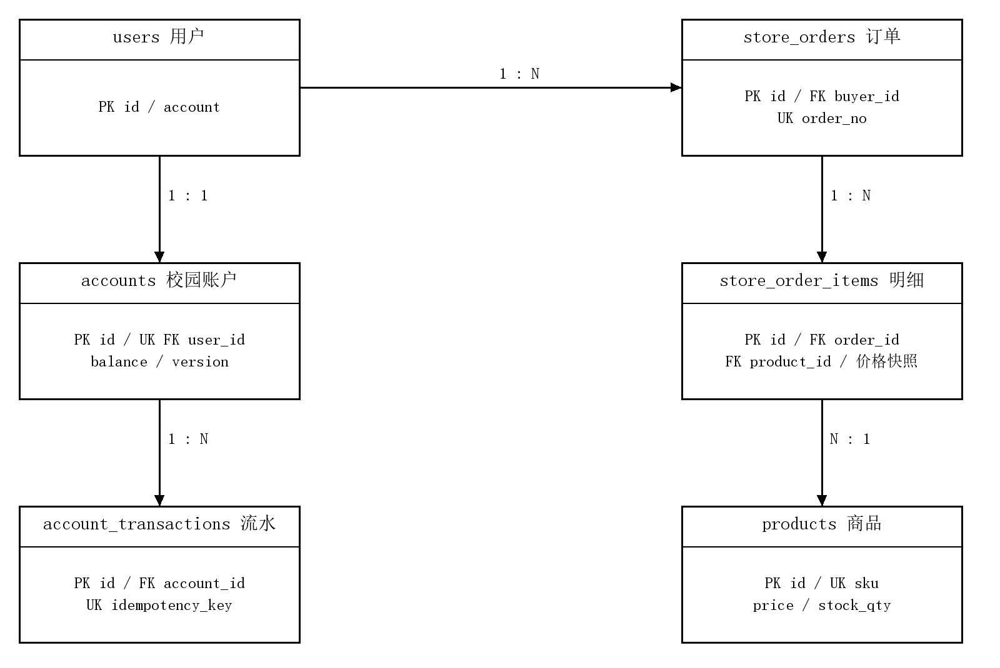 users 用户
PK id / account
1 : N
store_orders 订单
PK id / FK buyer_id
UK order_no
1 : 1
1 : N
accounts 校园账户
PK id / UK FK user_id
balance / version
store_order_items 明细
PK id / FK order_id
FK product_id / 价格快照
1 : N
N : 1
account_transactions 流水
PK id / FK account_id
UK idempotency_key
products 商品
PK id / UK sku
price / stock_qty